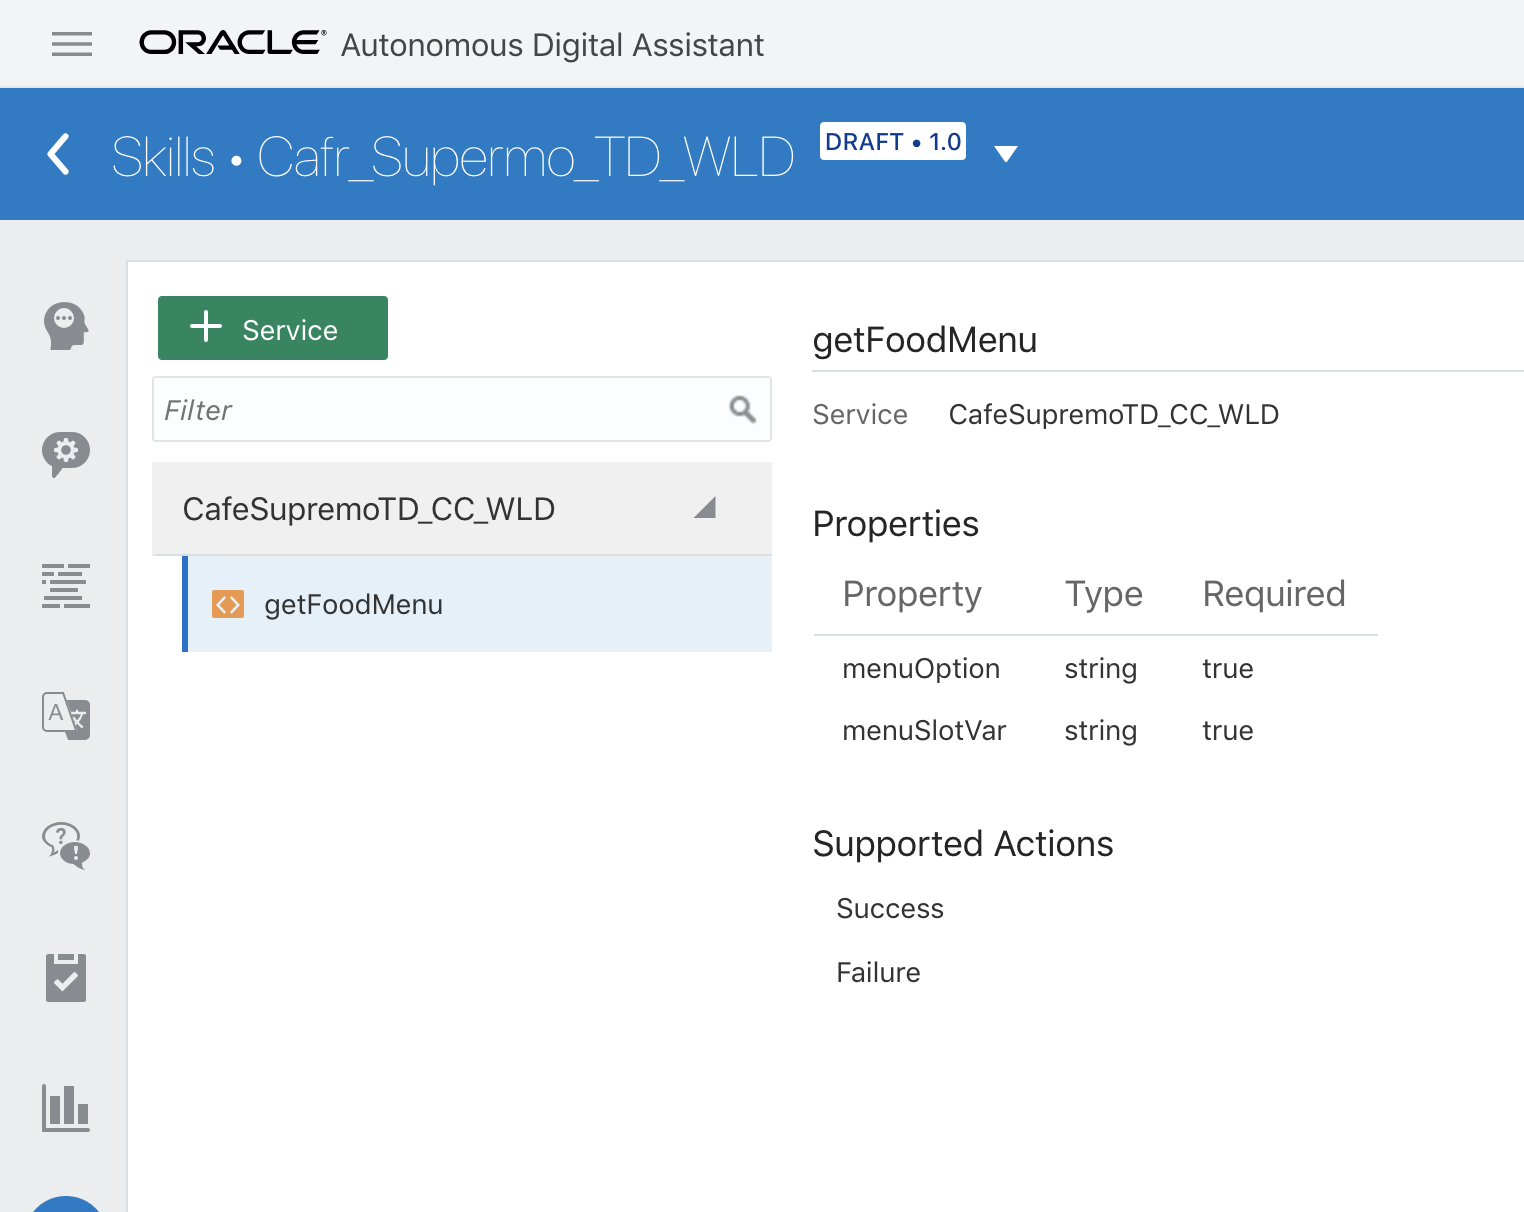 ORACLE® Autonomous Digital Assistant
Skills • Cafr_Supermo_TD_WLD DRAFT • 1.0
+ Service
Filter
CafeSupremoTD_CC_WLD
<> getFoodMenu
getFoodMenu
Service CafeSupremoTD_CC_WLD
Properties
Property Type Required
menuOption string true
menuSlotVar string true
Supported Actions
Success
Failure
A 文
? !